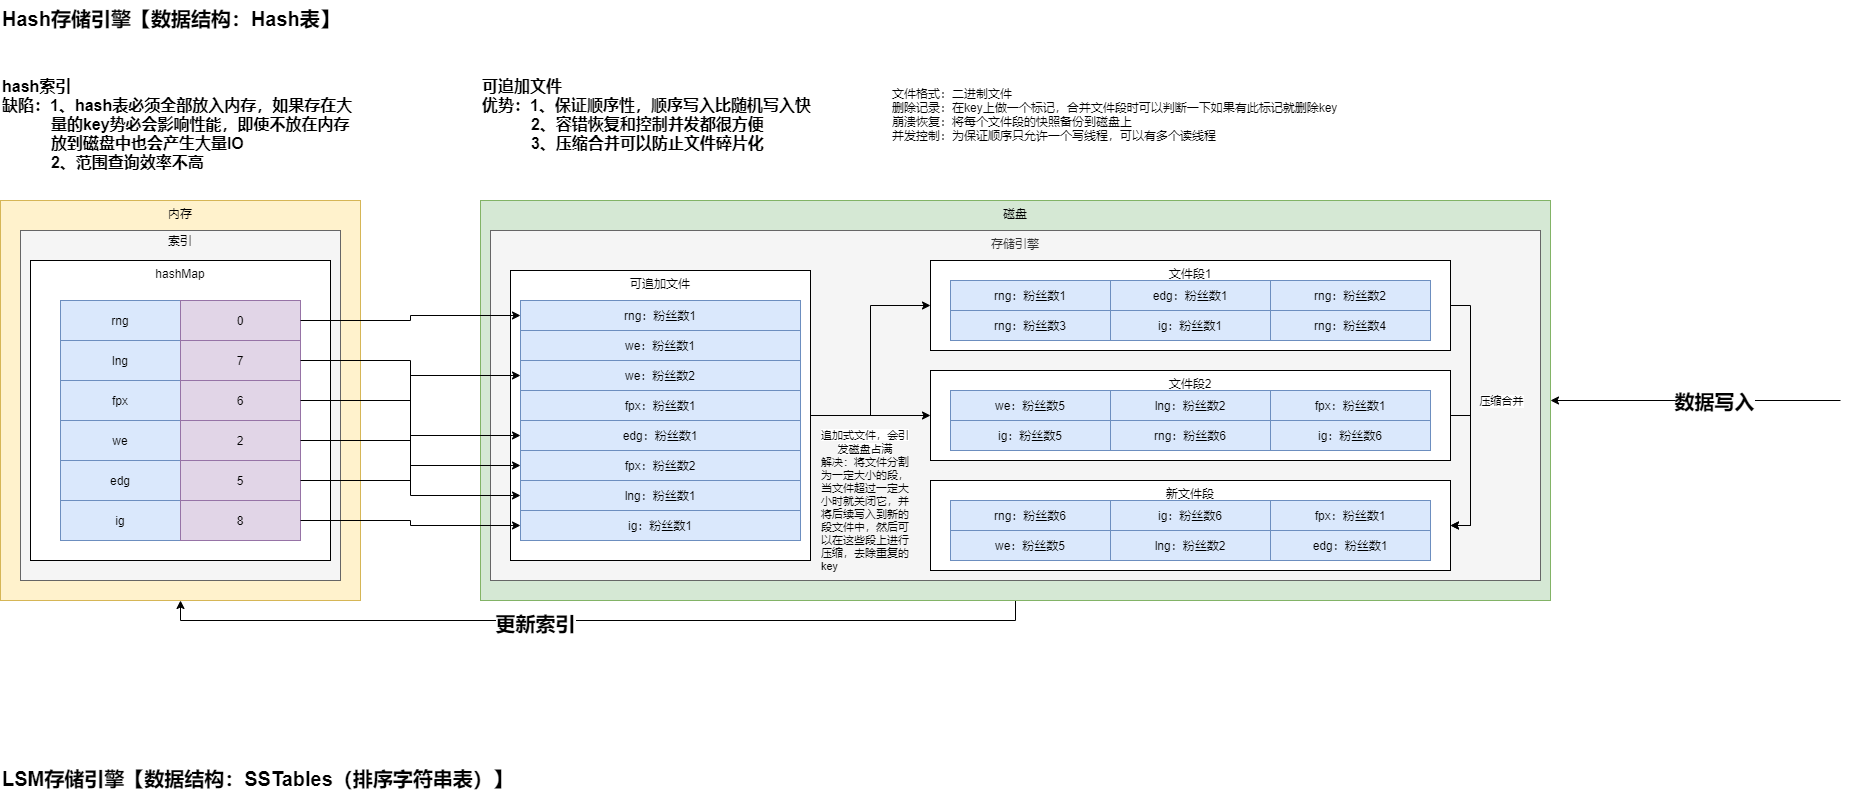 Hash存储引擎【数据结构：Hash表】
hash索引
缺陷：1、hash表必须全部放入内存，如果存在大
量的key势必会影响性能，即使不放在内存
放到磁盘中也会产生大量IO
2、范围查询效率不高
可追加文件
优势：1、保证顺序性，顺序写入比随机写入快
2、容错恢复和控制并发都很方便
3、压缩合并可以防止文件碎片化
文件格式：二进制文件
删除记录：在key上做一个标记，合并文件段时可以判断一下如果有此标记就删除key
崩溃恢复：将每个文件段的快照备份到磁盘上
并发控制：为保证顺序只允许一个写线程，可以有多个读线程
内存
索引
hashMap
rng 0
lng 7
fpx 6
we 2
edg 5
ig 8
磁盘
存储引擎
可追加文件
rng：粉丝数1
we：粉丝数1
we：粉丝数2
fpx：粉丝数1
edg：粉丝数1
fpx：粉丝数2
lng：粉丝数1
ig：粉丝数1
追加式文件，会引
发磁盘占满
解决：将文件分割
为一定大小的段，
当文件超过一定大
小时就关闭它，并
将后续写入到新的
段文件中，然后可
以在这些段上进行
压缩，去除重复的
key
文件段1
rng：粉丝数1 edg：粉丝数1 rng：粉丝数2
rng：粉丝数3 ig：粉丝数1 rng：粉丝数4
文件段2
we：粉丝数5 lng：粉丝数2 fpx：粉丝数1
ig：粉丝数5 rng：粉丝数6 ig：粉丝数6
新文件段
rng：粉丝数6 ig：粉丝数6 fpx：粉丝数1
we：粉丝数5 lng：粉丝数2 edg：粉丝数1
压缩合并
数据写入
更新索引
LSM存储引擎【数据结构：SSTables（排序字符串表）】